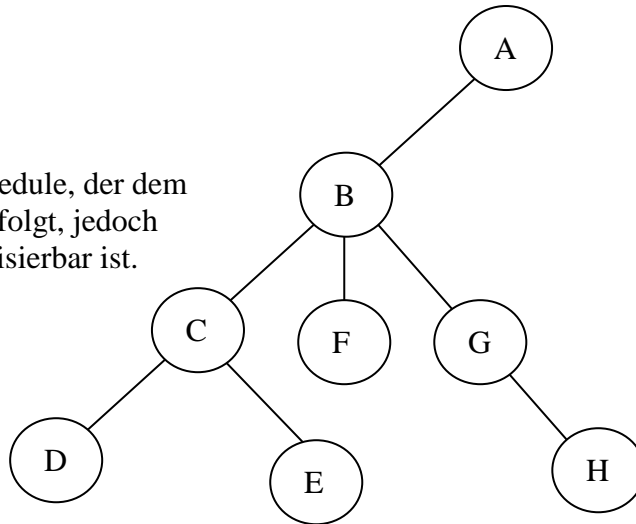 A
edule, der dem
B
folgt, jedoch
isierbar ist.
C
F
G
D
E
H